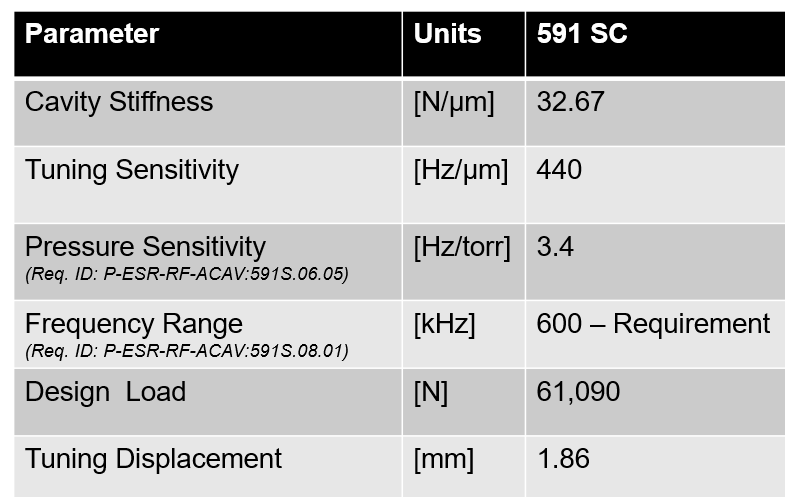 Parameter Units 591 SC
Cavity Stiffness [N/μm] 32.67
Tuning Sensitivity [Hz/μm] 440
Pressure Sensitivity [Hz/torr] 3.4
(Req. ID: P-ESR-RF-ACAV:591S.06.05)
Frequency Range [kHz] 600 – Requirement
(Req. ID: P-ESR-RF-ACAV:591S.08.01)
Design  Load [N] 61,090
Tuning Displacement [mm] 1.86